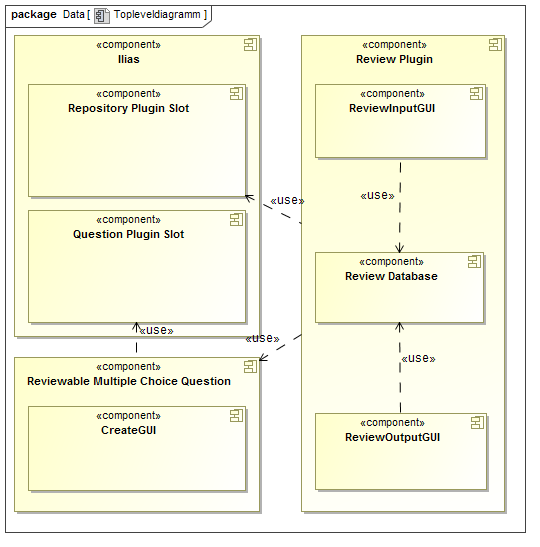 package Data [ Topleveldiagramm ]
«component»
Ilias
«component»
Repository Plugin Slot
«component»
Question Plugin Slot
«use»
«component»
Reviewable Multiple Choice Question
«component»
CreateGUI
«use»
«use»
«component»
Review Plugin
«component»
ReviewInputGUI
«use»
«component»
Review Database
«use»
«component»
ReviewOutputGUI